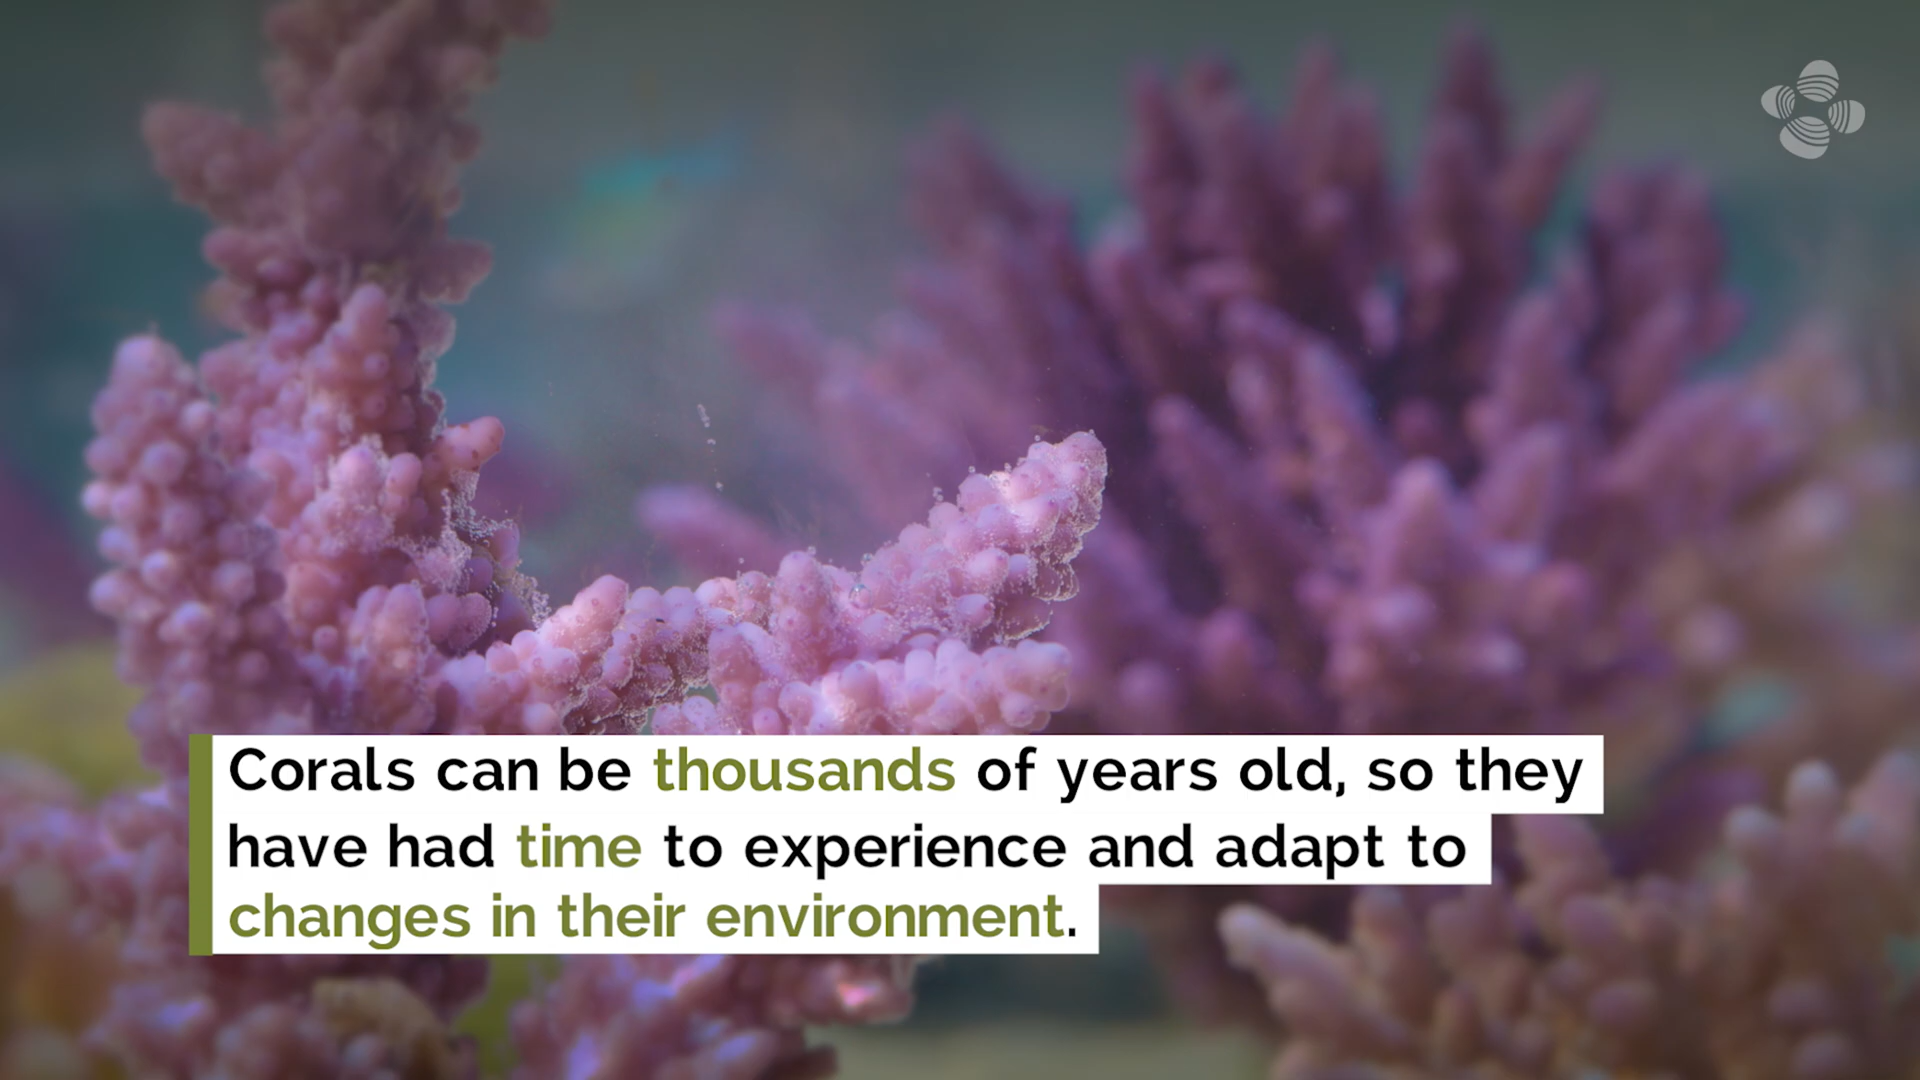 Corals can be thousands of years old, so they
have had time to experience and adapt to
changes in their environment.